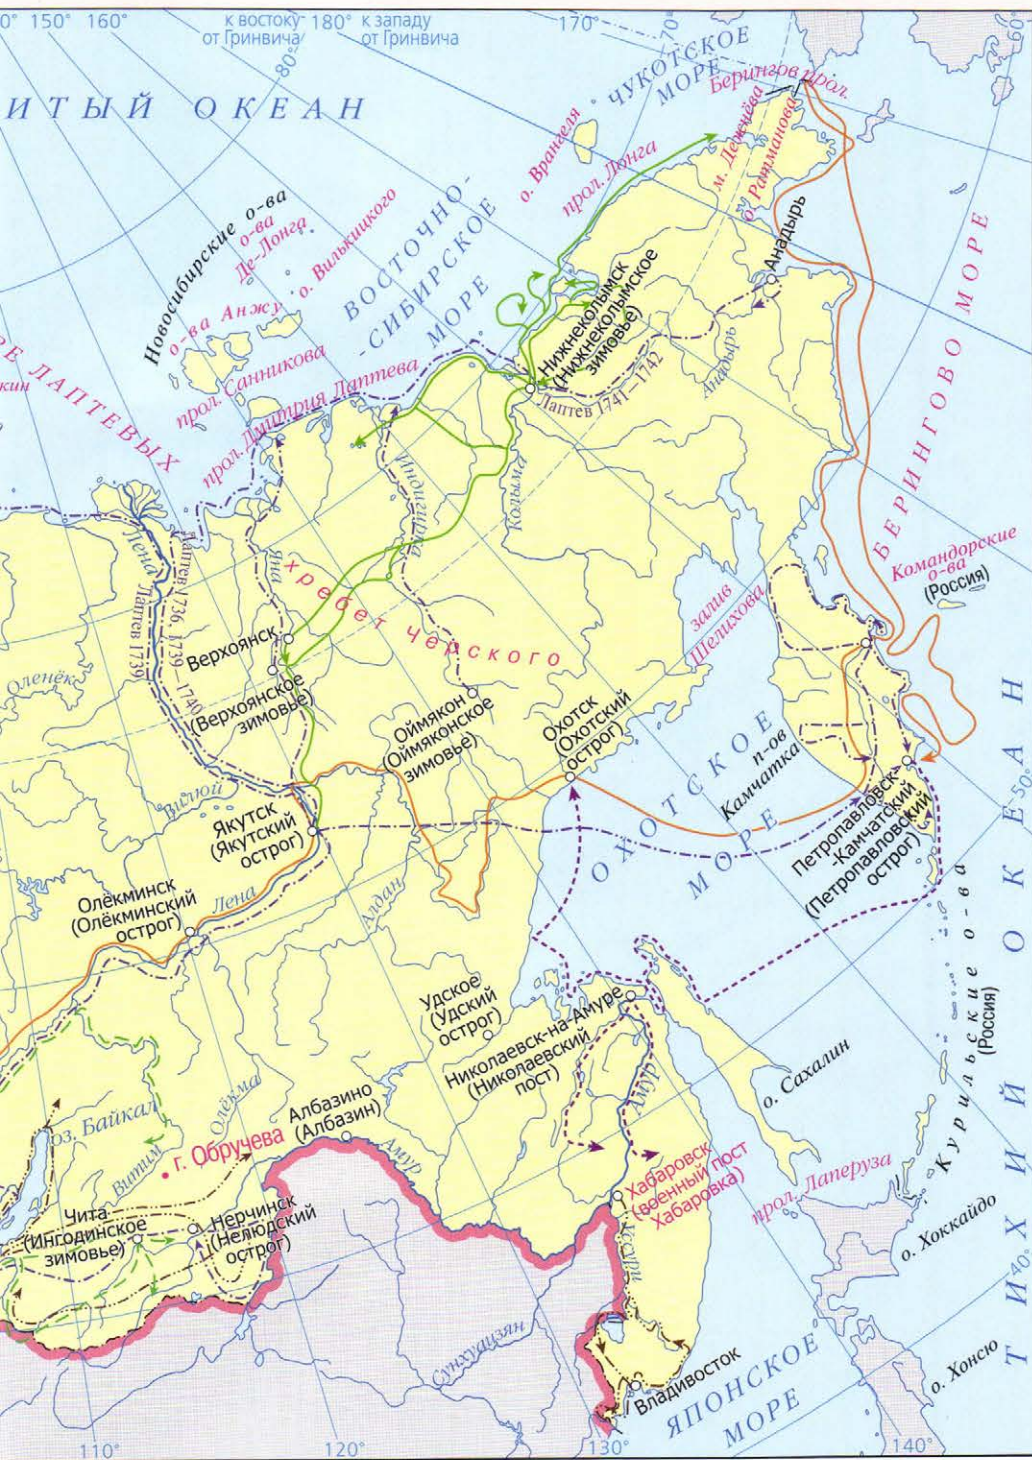 0° 150° 160°
к востоку
от Гринвича
180°
к западу
от Гринвича
170°
70°
60°
80°
ИТЫЙ ОКЕАН
ЧУКОТСКОЕ
МОРЕ
Берингов прол.
м. Дежнёва
о. Ратманова
о. Врангеля
прол. Лонга
Новосибирские о-ва
о-ва
Де-Лонга
о. Вилькицкого
о-ва Анжу
ВОСТОЧНО-
-СИБИРСКОЕ
МОРЕ
Анадырь
Анадырь
Нижнеколымск
(Нижнеколымское
зимовье)
Лаптев 1741–1742
прол. Санникова
прол. Дмитрия Лаптева
РЕ ЛАПТЕВЫХ
кин
БЕРИНГОВО МОРЕ
Индигирка
Колыма
Лена
Лаптев 1739
Лаптев 1736 1739–1740
Яна
хребет Черского
залив
Шелихова
Командорские
о-ва
(Россия)
Верхоянск
(Верхоянское
зимовье)
Оленёк
Оймякон
(Оймяконское
зимовье)
Охотск
(Охотский
острог)
п-ов
Камчатка
ОХОТСКОЕ
МОРЕ
Вилюй
Якутск
(Якутский
острог)
Петропавловск-
-Камчатский
(Петропавловский
острог)
50°
Олёкминск
(Олёкминский
острог)
Лена
Алдан
Удское
(Удский
острог)
Николаевск-на-Амуре
(Николаевский
пост)
Амур
о. Сахалин
Курильские о-ва
(Россия)
ТИХИЙ ОКЕАН
оз. Байкал
Олёкма
Албазино
(Албазин)
Амур
Витим
г. Обручева
Хабаровск
(военный пост
Хабаровка)
прол. Лаперуза
Чита
(Ингодинское
зимовье)
Нерчинск
(Нелюдский
острог)
Уссури
о. Хоккайдо
40°
Сунхуацзян
Владивосток
ЯПОНСКОЕ
МОРЕ
о. Хонсю
110°
120°
130°
140°